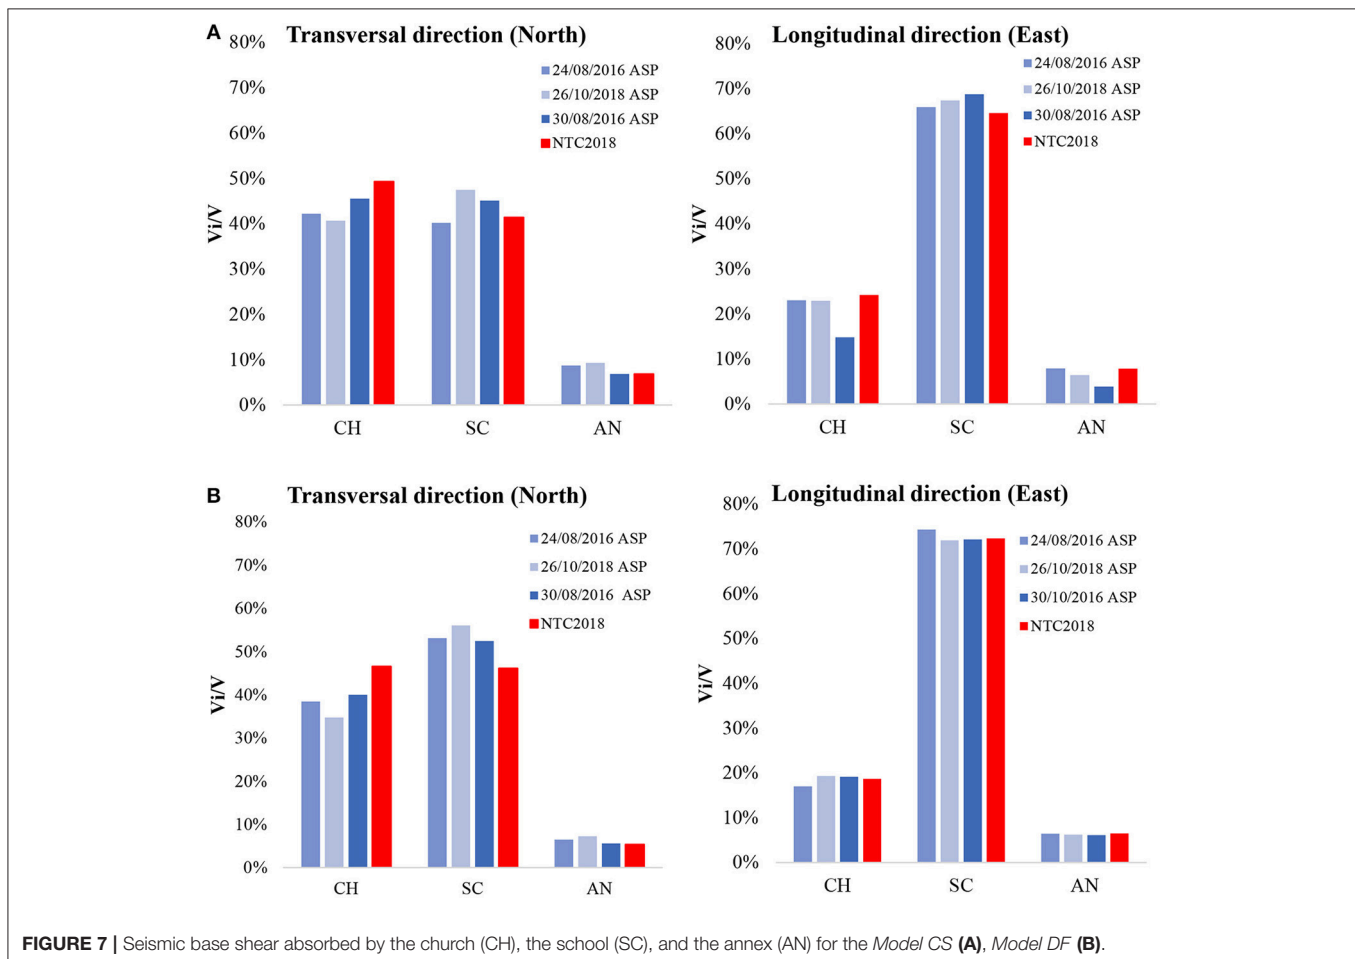 A Transversal direction (North)
80%
70%
60%
50%
40%
30%
20%
10%
0%
Vi/V
24/08/2016 ASP
26/10/2018 ASP
30/08/2016 ASP
NTC2018
CH SC AN
Longitudinal direction (East)
80%
70%
60%
50%
40%
30%
20%
10%
0%
Vi/V
24/08/2016 ASP
26/10/2018 ASP
30/08/2016 ASP
NTC2018
CH SC AN
B Transversal direction (North)
80%
70%
60%
50%
40%
30%
20%
10%
0%
Vi/V
24/08/2016 ASP
26/10/2018 ASP
30/08/2016 ASP
NTC2018
CH SC AN
Longitudinal direction (East)
80%
70%
60%
50%
40%
30%
20%
10%
0%
Vi/V
24/08/2016 ASP
26/10/2018 ASP
30/10/2016 ASP
NTC2018
CH SC AN
FIGURE 7 | Seismic base shear absorbed by the church (CH), the school (SC), and the annex (AN) for the Model CS (A), Model DF (B).